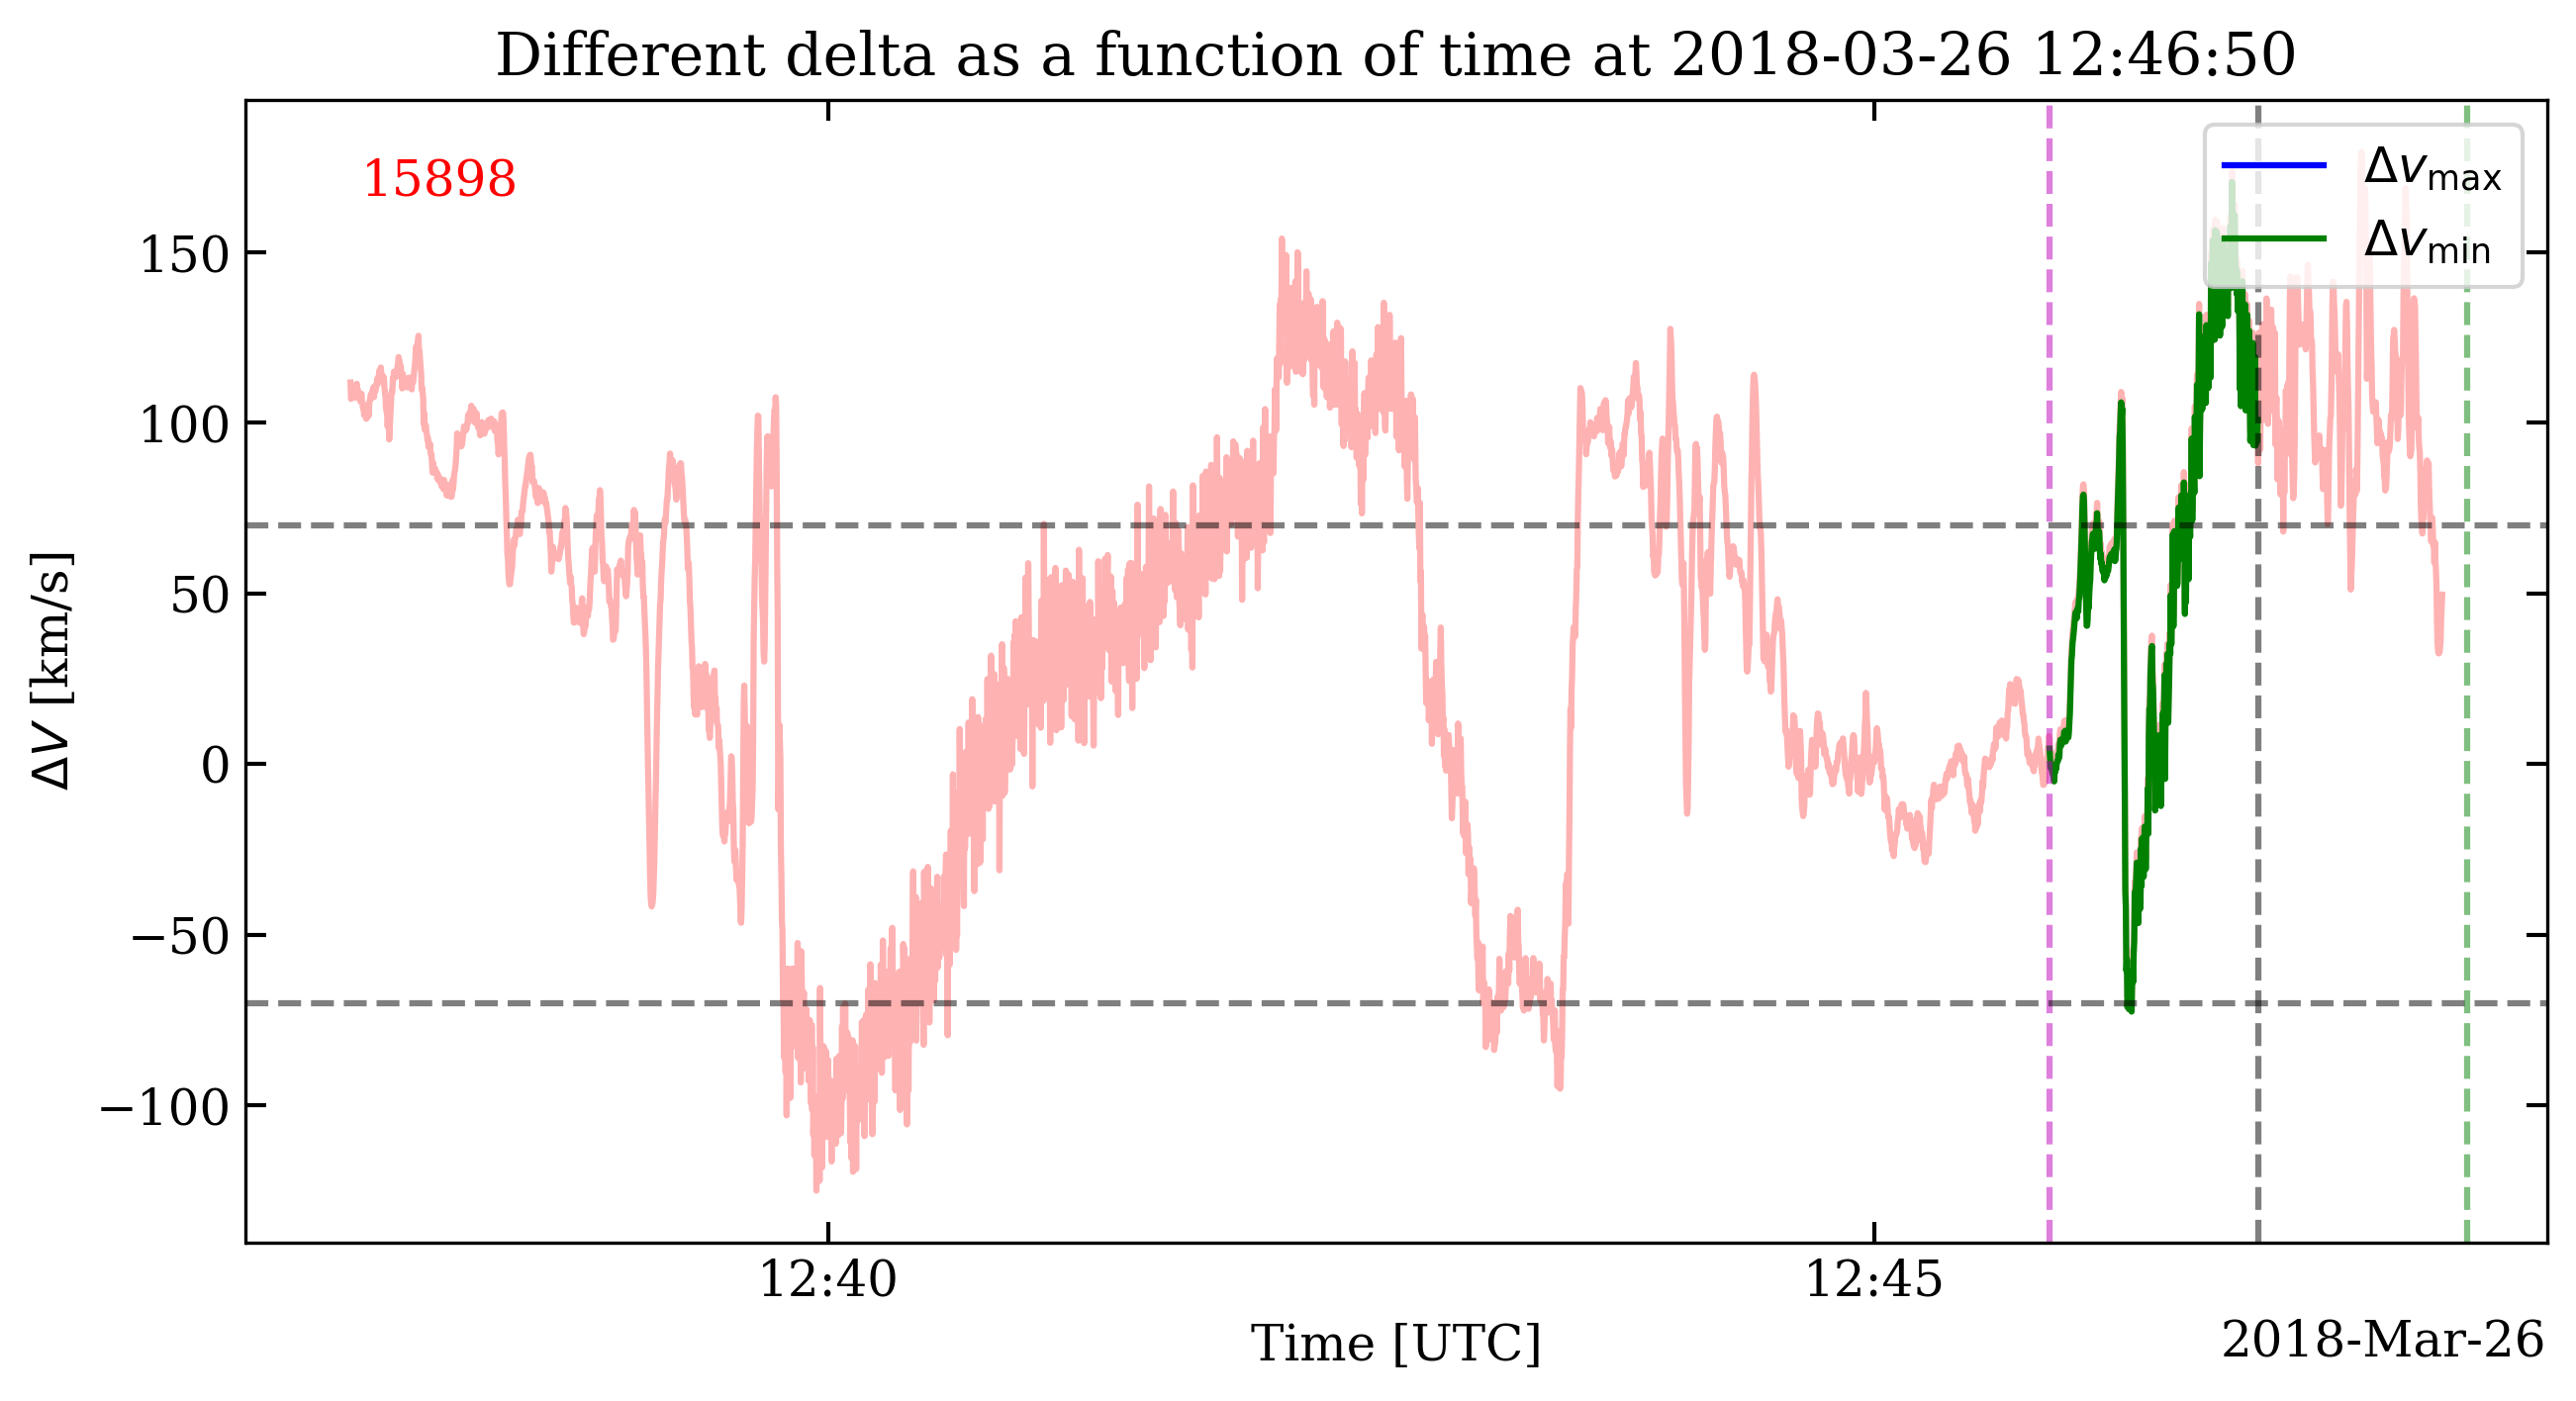 Different delta as a function of time at 2018-03-26 12:46:50
15898
Δv_max
Δv_min
150
100
50
0
−50
−100
ΔV [km/s]
12:40
12:45
Time [UTC]
2018-Mar-26